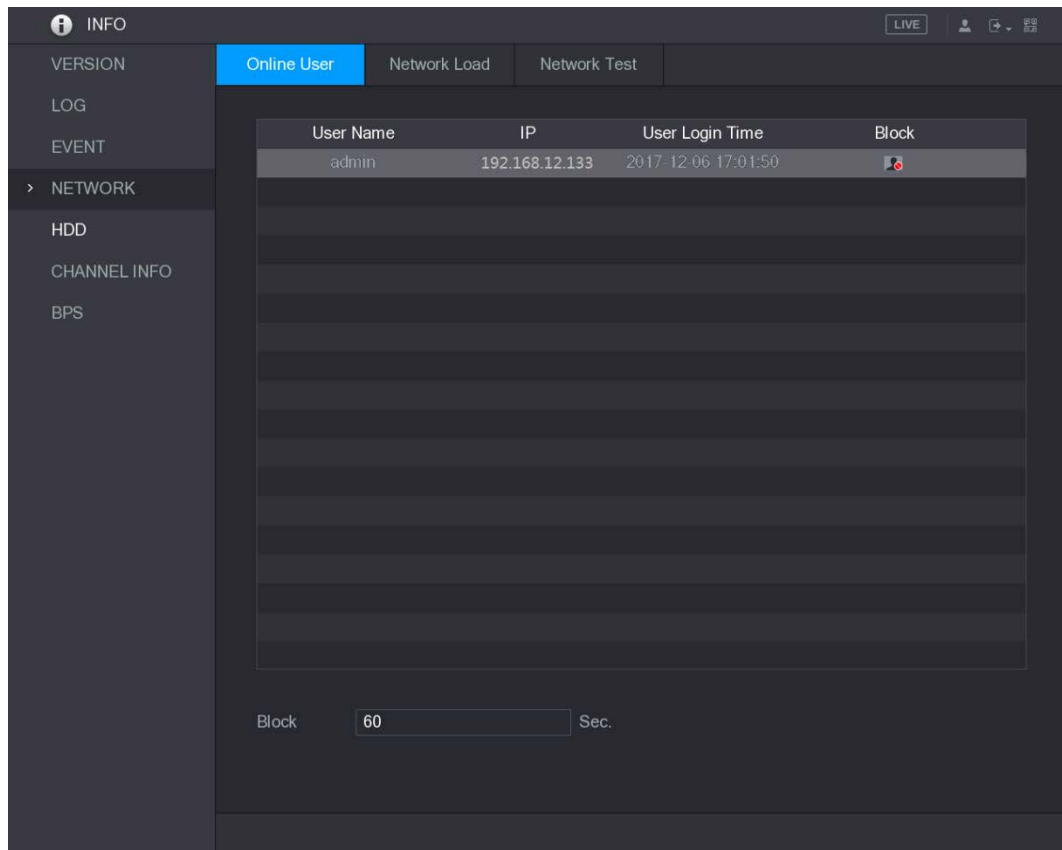 INFO
LIVE
VERSION
LOG
EVENT
> NETWORK
HDD
CHANNEL INFO
BPS
Online User Network Load Network Test
User Name IP User Login Time Block
admin 192.168.12.133 2017-12-06 17:01:50
Block 60 Sec.